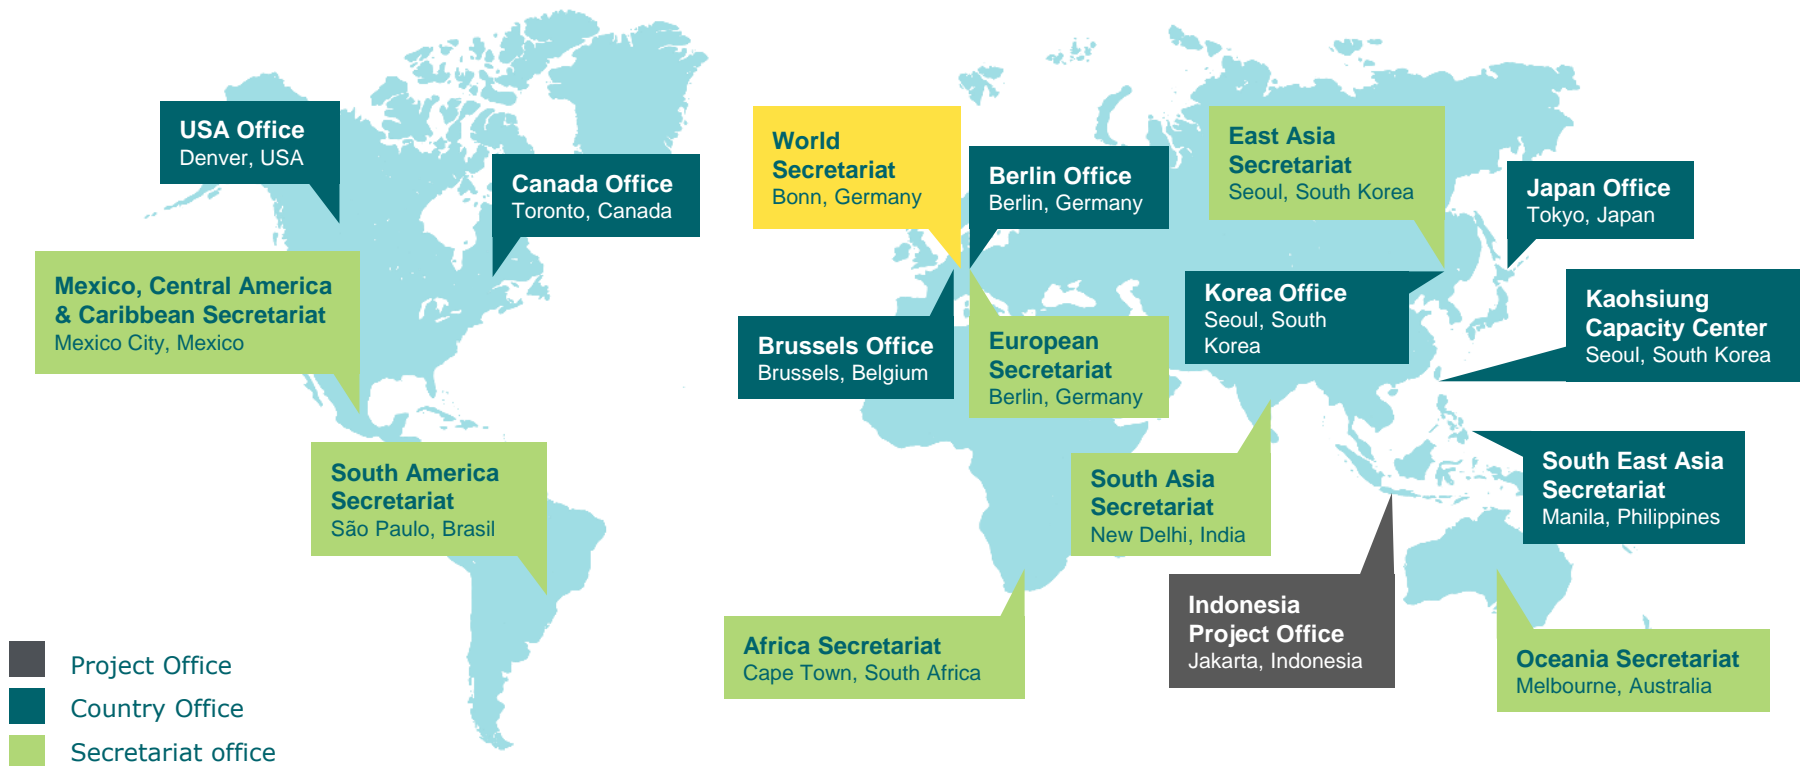 USA Office
Denver, USA
Canada Office
Toronto, Canada
Mexico, Central America
& Caribbean Secretariat
Mexico City, Mexico
South America
Secretariat
São Paulo, Brasil
World
Secretariat
Bonn, Germany
Berlin Office
Berlin, Germany
East Asia
Secretariat
Seoul, South Korea
Japan Office
Tokyo, Japan
Brussels Office
Brussels, Belgium
European
Secretariat
Berlin, Germany
Korea Office
Seoul, South
Korea
Kaohsiung
Capacity Center
Seoul, South Korea
South Asia
Secretariat
New Delhi, India
South East Asia
Secretariat
Manila, Philippines
Africa Secretariat
Cape Town, South Africa
Indonesia
Project Office
Jakarta, Indonesia
Oceania Secretariat
Melbourne, Australia
Project Office
Country Office
Secretariat office